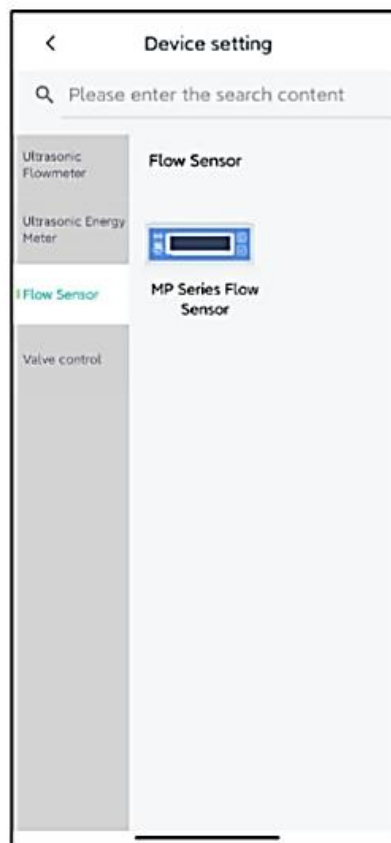 Device setting
Please enter the search content
Ultrasonic
Flowmeter
Ultrasonic Energy
Meter
Flow Sensor
Valve control
Flow Sensor
MP Series Flow
Sensor